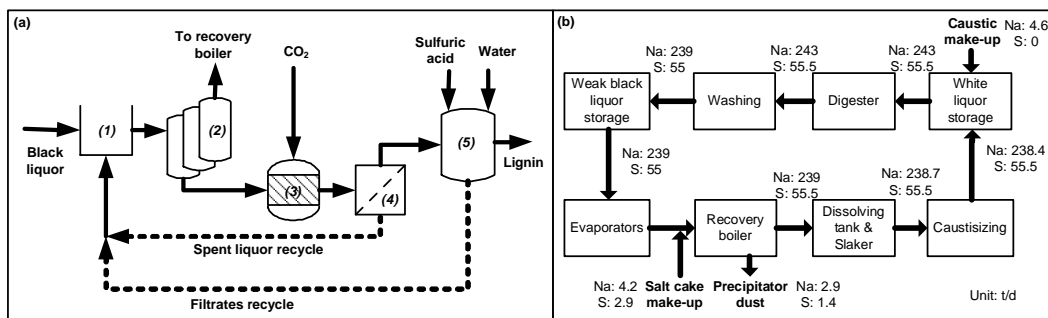 (a)
To recovery
boiler
CO₂
Sulfuric
acid
Water
(1)
(2)
(3)
(4)
(5)
Black
liquor
Lignin
Spent liquor recycle
Filtrates recycle
(b)
Na: 4.6
S: 0
Caustic
make-up
Na: 239
S: 55
Na: 243
S: 55.5
Na: 243
S: 55.5
Weak black
liquor
storage
Washing
Digester
White
liquor
storage
Na: 239
S: 55
Na: 239
S: 55.5
Na: 238.7
S: 55.5
Na: 238.4
S: 55.5
Evaporators
Recovery
boiler
Dissolving
tank &
Slaker
Caustisizing
Na: 4.2
S: 2.9
Salt cake
make-up
Precipitator
dust
Na: 2.9
S: 1.4
Unit: t/d